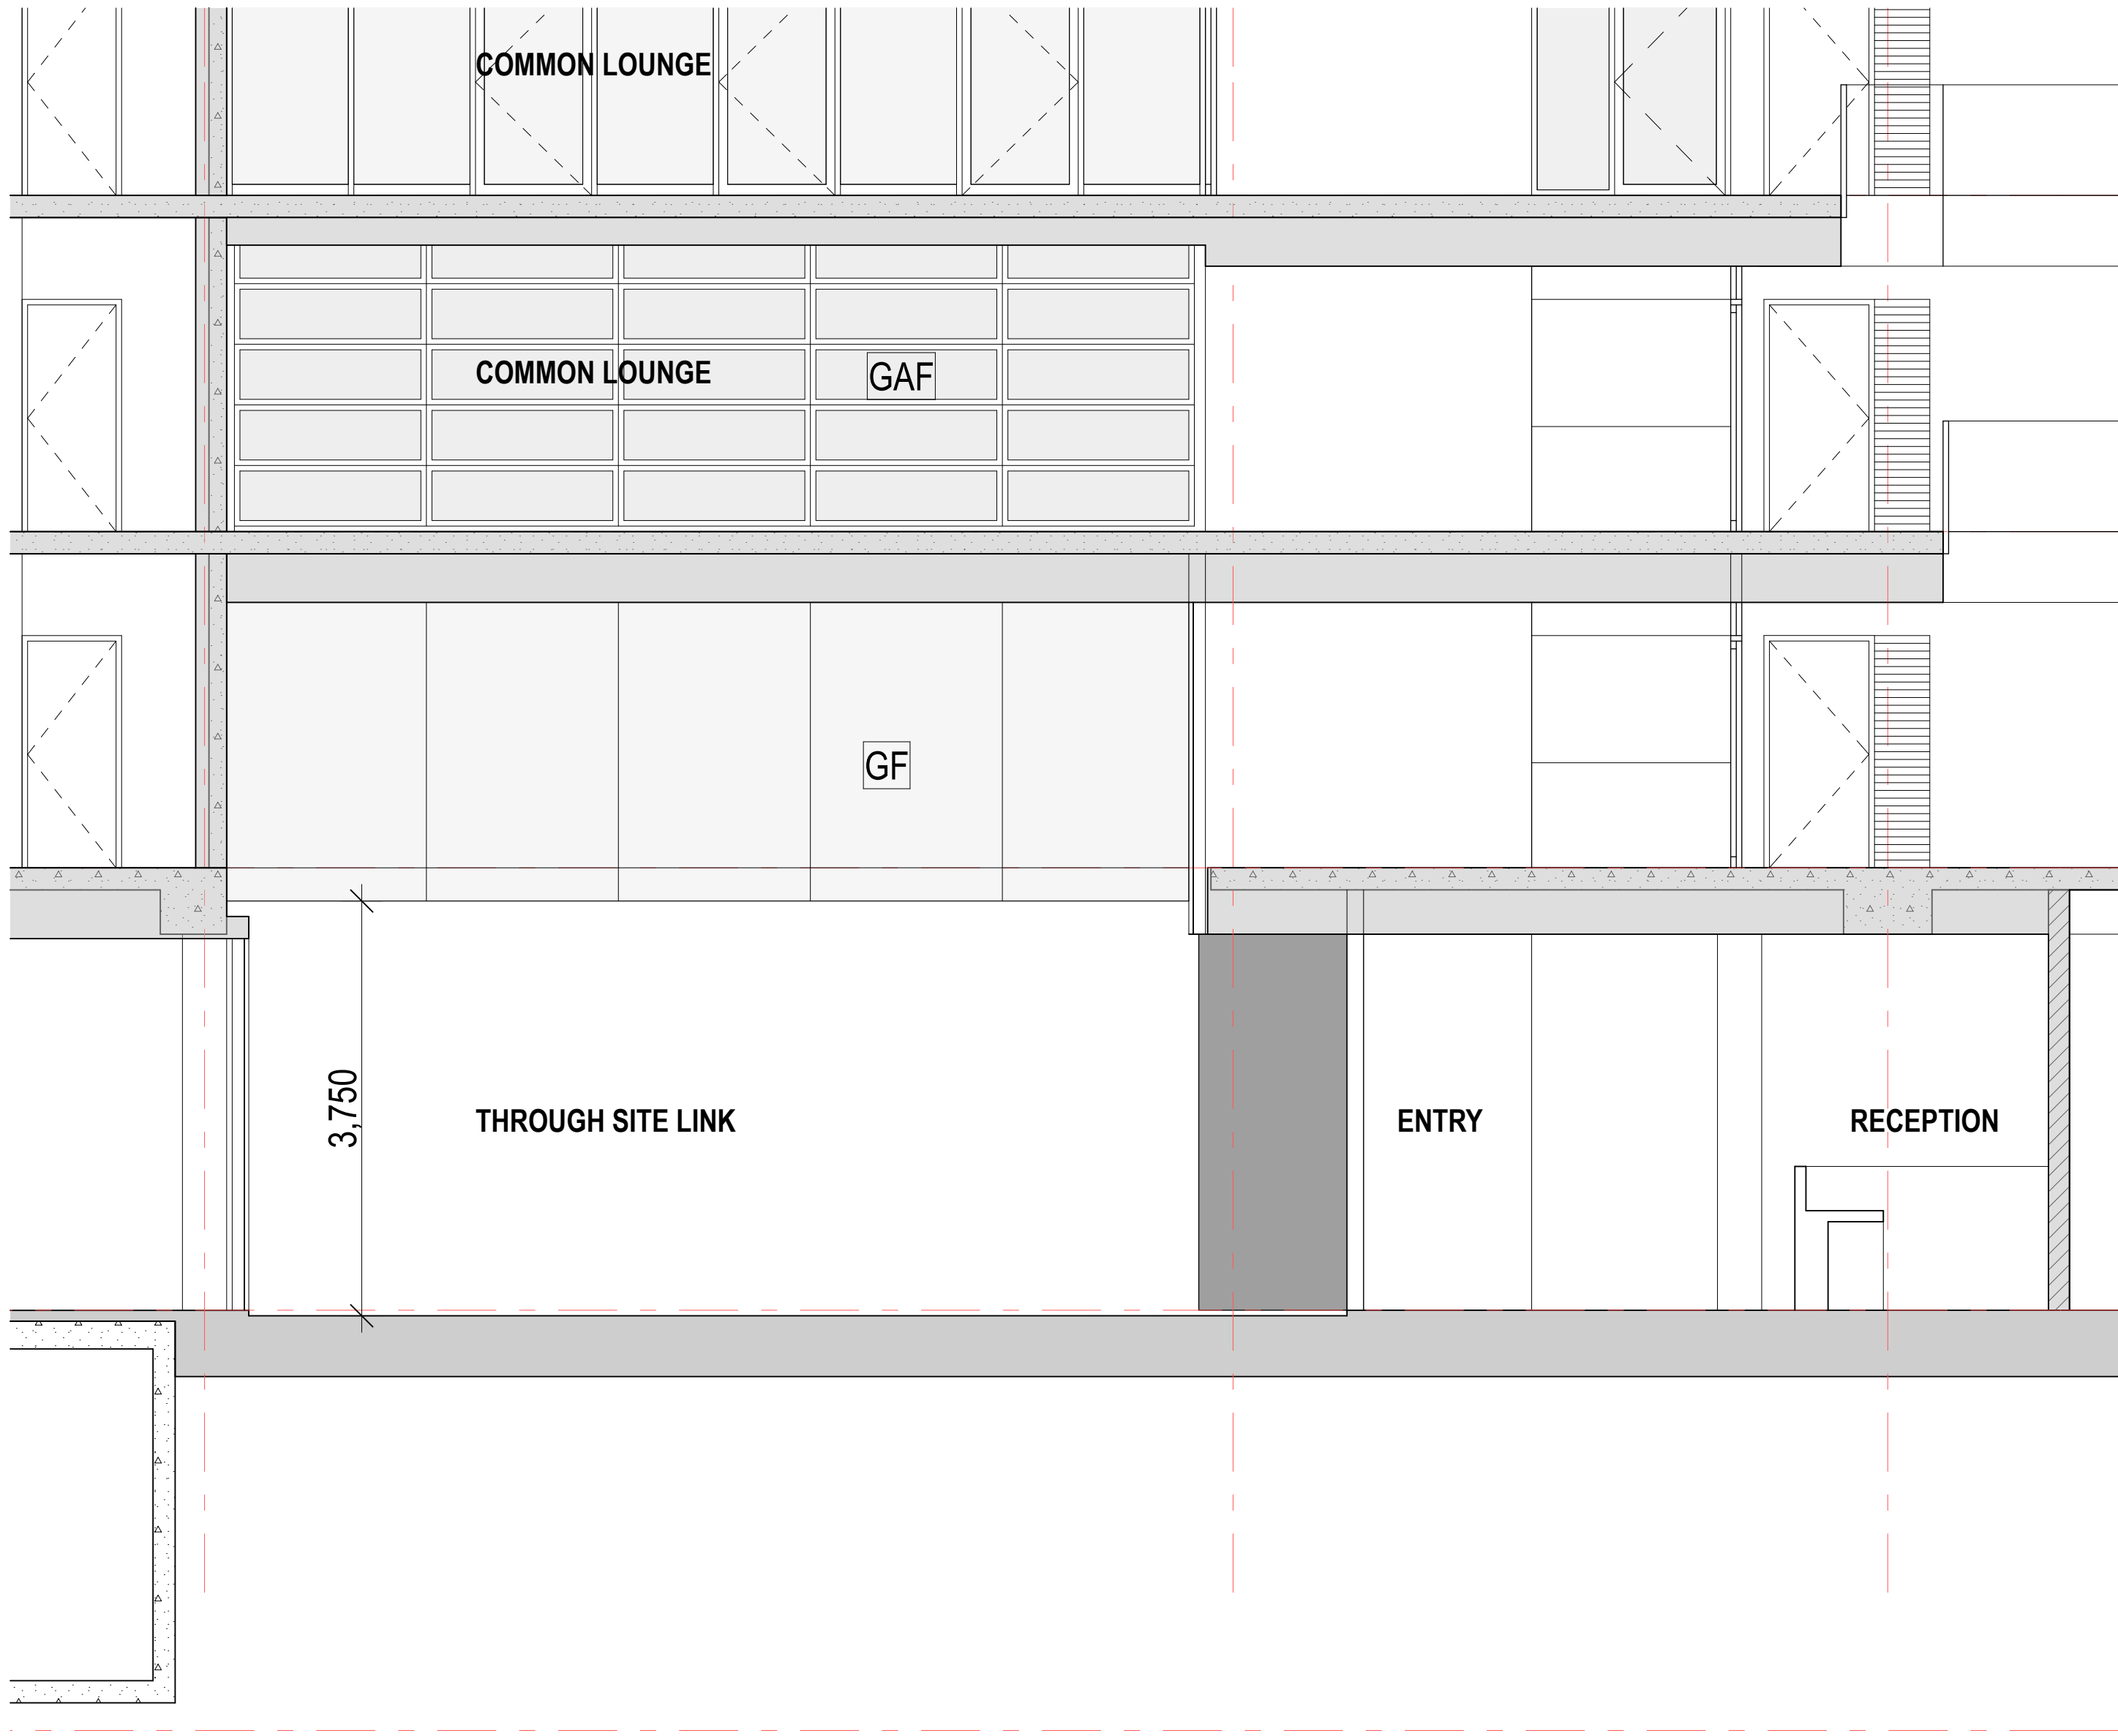 COMMON LOUNGE
COMMON LOUNGE
GAF
GF
3,750
THROUGH SITE LINK
ENTRY
RECEPTION